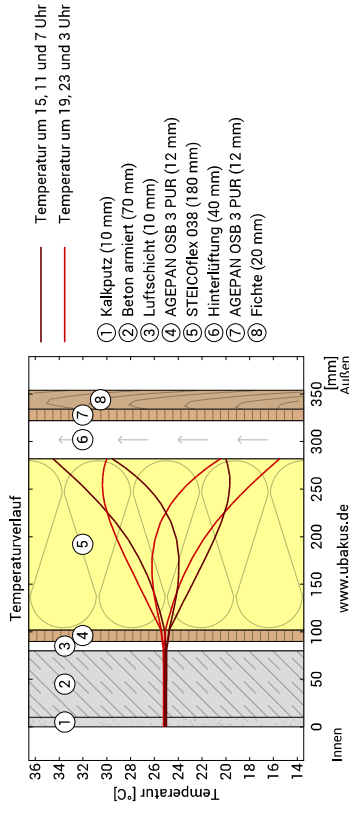 Temperaturverlauf
Temperatur [°C]
36
34
32
30
28
26
24
22
20
18
16
14
1
2
3
4
5
6
7
8
0
50
100
150
200
250
300
350
[mm]
Innen
www.ubakus.de
Außen
Temperatur um 15, 11 und 7 Uhr
Temperatur um 19, 23 und 3 Uhr
1 Kalkputz (10 mm)
2 Beton armiert (70 mm)
3 Luftschicht (10 mm)
4 AGEPAN OSB 3 PUR (12 mm)
5 STEICOflex 038 (180 mm)
6 Hinterlüftung (40 mm)
7 AGEPAN OSB 3 PUR (12 mm)
8 Fichte (20 mm)